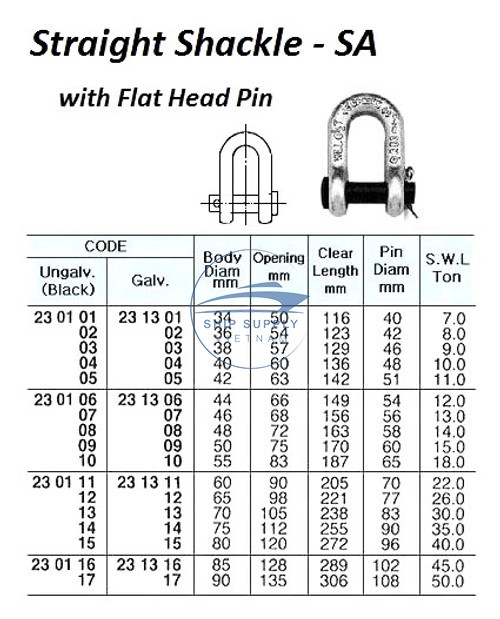 Straight Shackle - SA
with Flat Head Pin
CODE Body Diam mm Opening mm Clear Length mm Pin Diam mm S.W.L Ton
Ungalv. (Black) Galv.
23 01 01 23 13 01 34 50 116 40 7.0
02 02 36 54 123 42 8.0
03 03 38 57 129 46 9.0
04 04 40 60 136 48 10.0
05 05 42 63 142 51 11.0
23 01 06 23 13 06 44 66 149 54 12.0
07 07 46 68 156 56 13.0
08 08 48 72 163 58 14.0
09 09 50 75 170 60 15.0
10 10 55 83 187 65 18.0
23 01 11 23 13 11 60 90 205 70 22.0
12 12 65 98 221 77 26.0
13 13 70 105 238 83 30.0
14 14 75 112 255 90 35.0
15 15 80 120 272 96 40.0
23 01 16 23 13 16 85 128 289 102 45.0
17 17 90 135 306 108 50.0
SHIP SUPPLY
VIETNAM